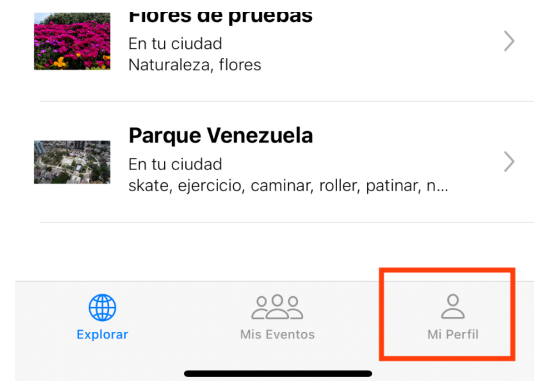 Flores de pruebas
En tu ciudad
Naturaleza, flores
Parque Venezuela
En tu ciudad
skate, ejercicio, caminar, roller, patinar, n...
Explorar
Mis Eventos
Mi Perfil